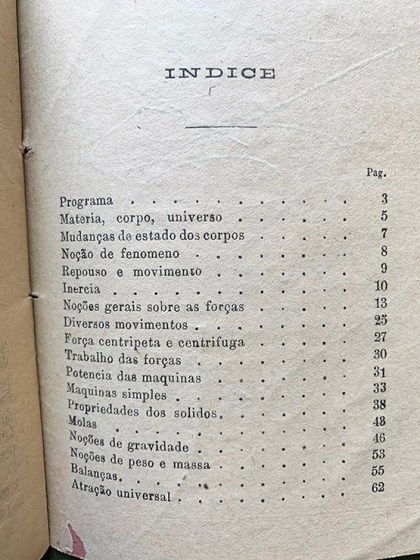 INDICE
Pag.
Programa . . . . . . . . 3
Materia, corpo, universo . . . . 5
Mudanças de estado dos corpos . . . 7
Noção de fenomeno . . . . . 8
Repouso e movimento . . . . . 9
Inercia . . . . . . . . 10
Noções gerais sobre as forças . . . 13
Diversos movimentos . . . . . 25
Força centripeta e centrifuga . . . 27
Trabalho das forças . . . . . 30
Potencia das maquinas . . . . . 31
Maquinas simples . . . . . . 33
Propriedades dos solidos . . . . . 38
Molas . . . . . . . . 43
Noções de gravidade . . . . . 46
Noções de peso e massa . . . . . 53
Balanças . . . . . . . . 55
Atração universal . . . . . . 62